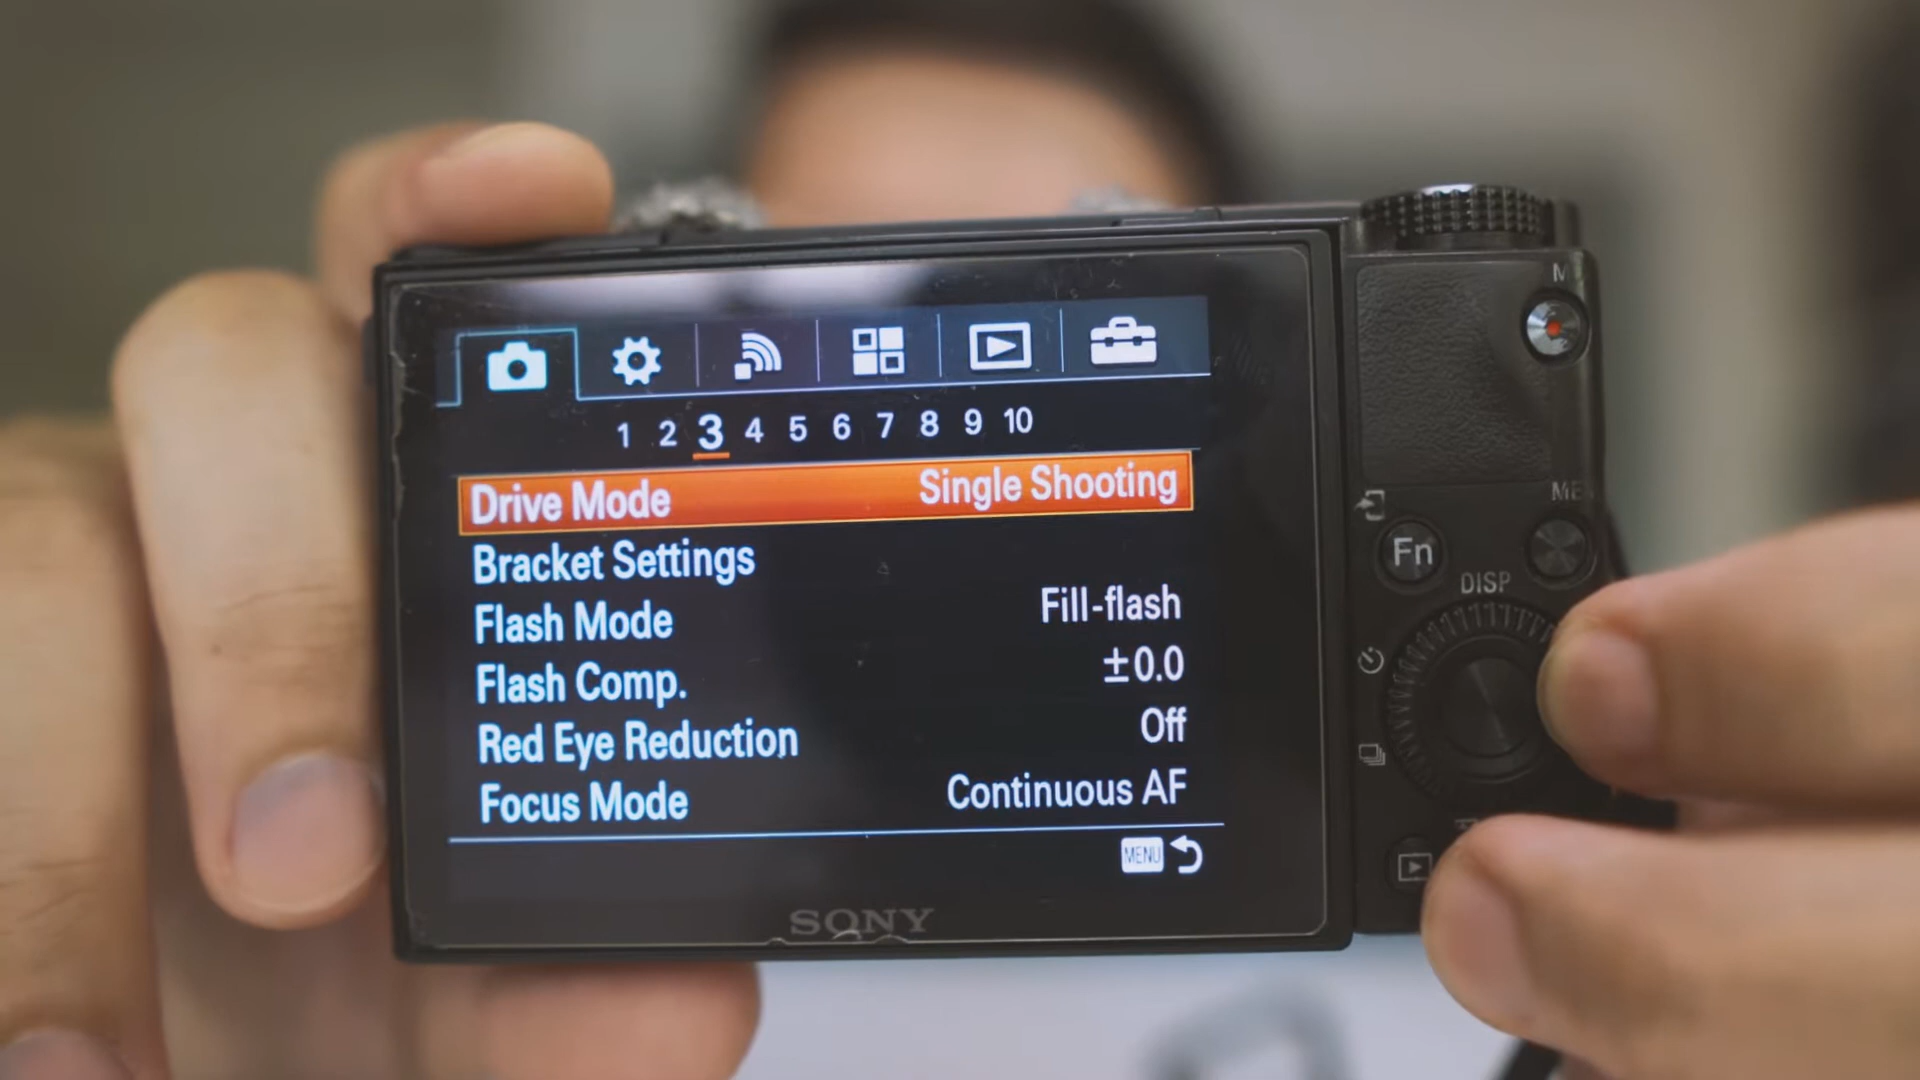 1 2 3 4 5 6 7 8 9 10
Drive Mode Single Shooting
Bracket Settings
Flash Mode Fill-flash
Flash Comp. ±0.0
Red Eye Reduction Off
Focus Mode Continuous AF
MENU
SONY
Fn
DISP